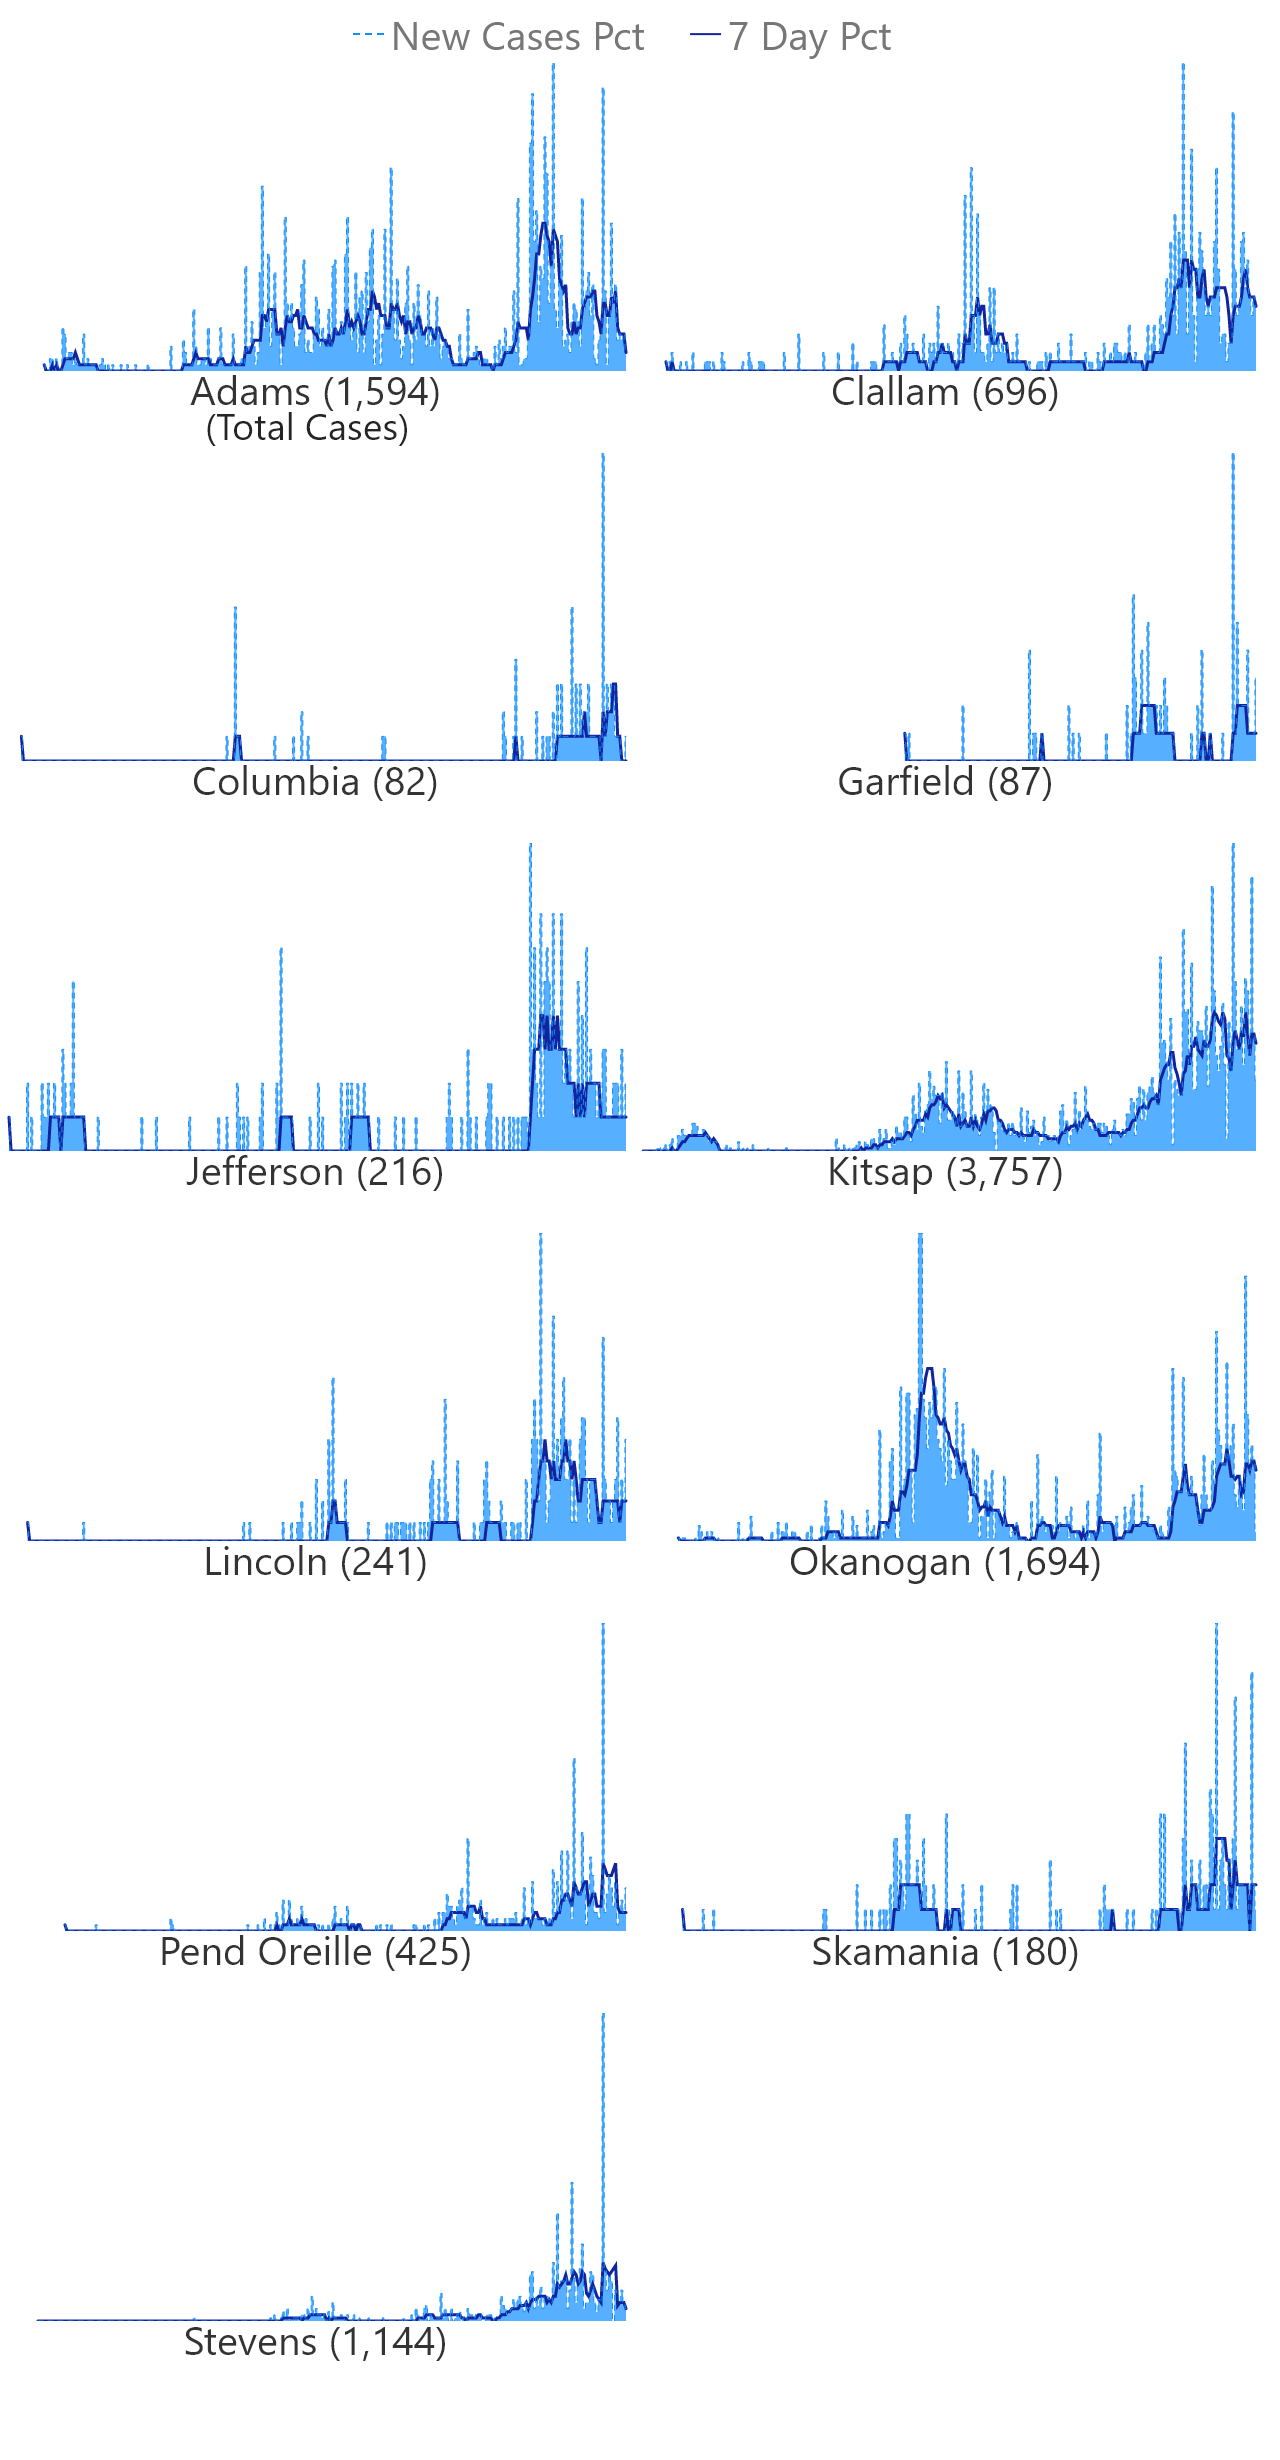 New Cases Pct 7 Day Pct
Adams (1,594)
(Total Cases)
Clallam (696)
Columbia (82)
Garfield (87)
Jefferson (216)
Kitsap (3,757)
Lincoln (241)
Okanogan (1,694)
Pend Oreille (425)
Skamania (180)
Stevens (1,144)